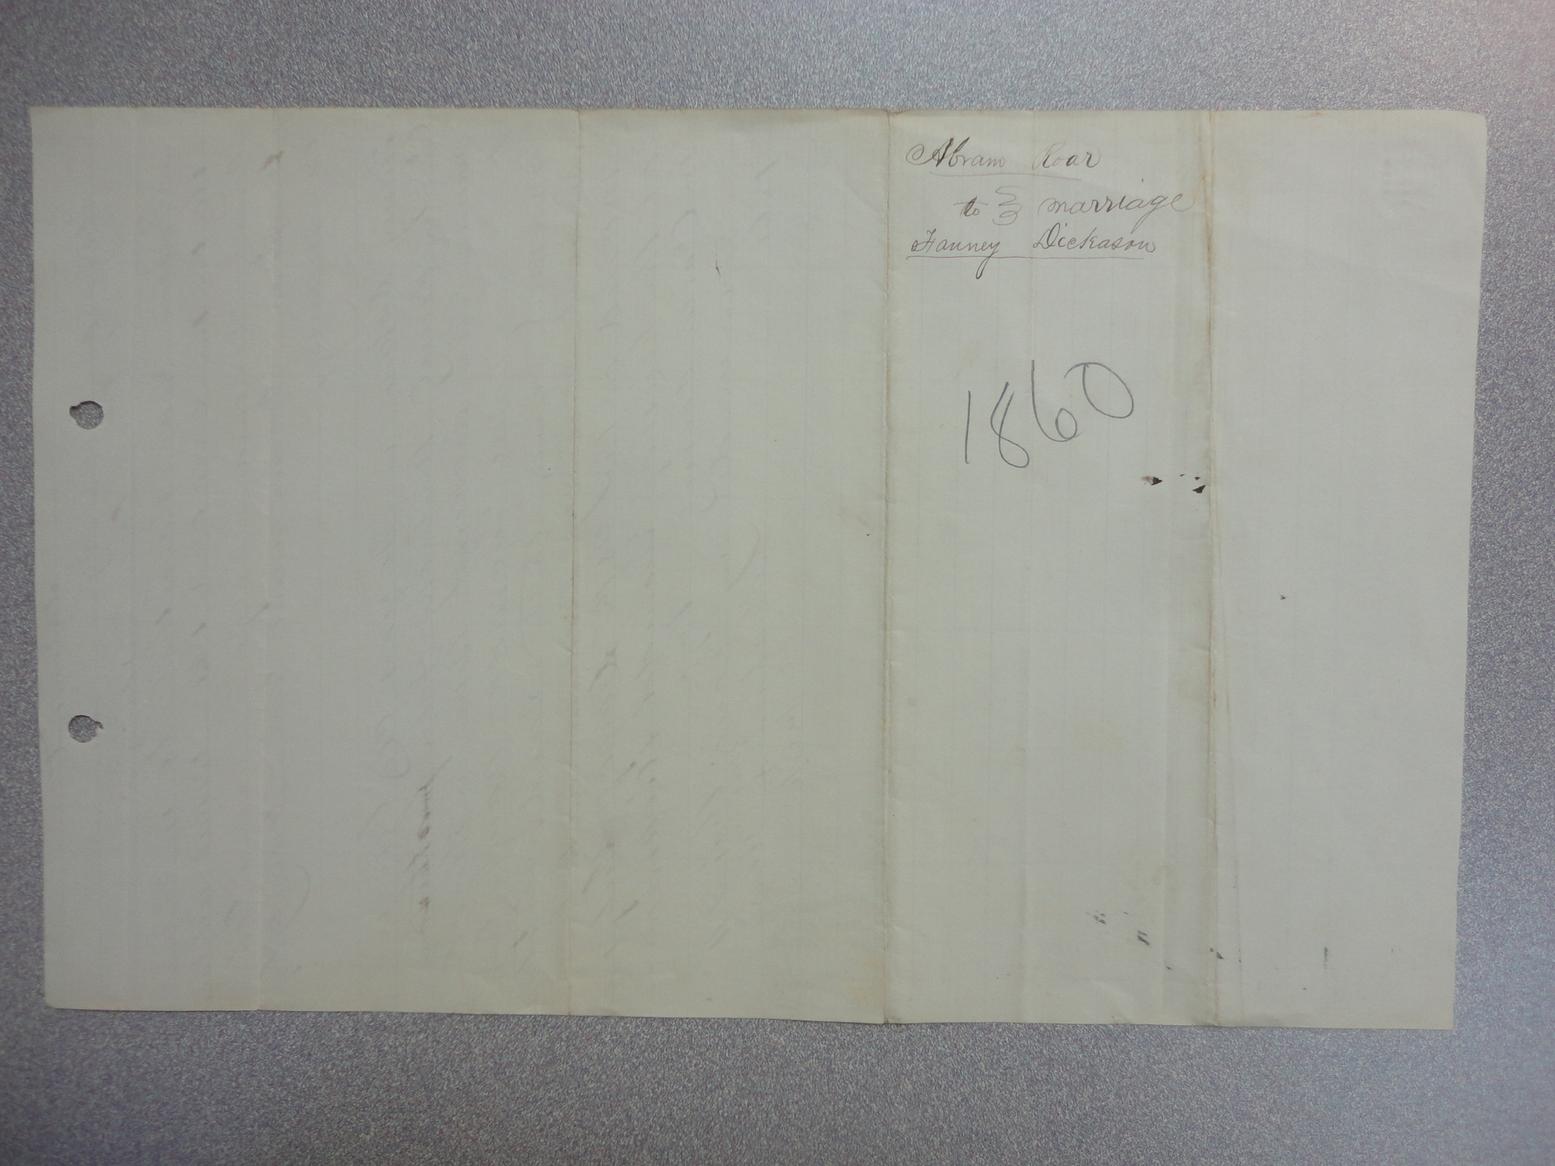 Abram Roar
to } marriage
Fanney Dickason
1860